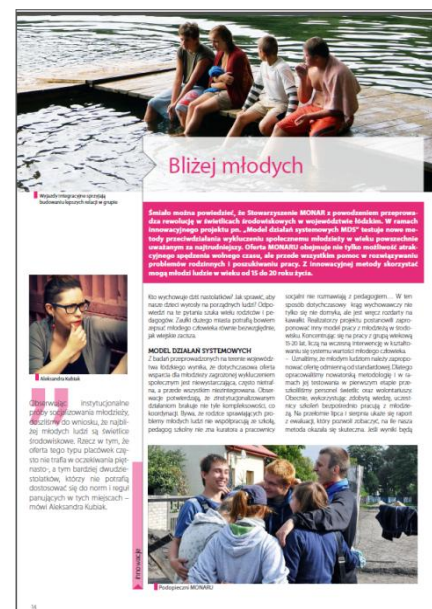 Bliżej młodych
Wyjazdy integracyjne sprzyjają
budowaniu lepszych relacji w grupie
Śmiało można powiedzieć, że Stowarzyszenie MONAR z powodzeniem przeprowa-
dza rewolucję w świetlicach środowiskowych w województwie łódzkim. W ramach
innowacyjnego projektu pn. „Model działań systemowych MDS” testuje nowe me-
tody przeciwdziałania wykluczeniu społecznemu młodzieży w wieku powszechnie
uważanym za najtrudniejszy. Oferta MONARU obejmuje nie tylko możliwość atrak-
cyjnego spędzenia wolnego czasu, ale przede wszystkim pomoc w rozwiązywaniu
problemów rodzinnych i poszukiwaniu pracy. Z innowacyjnej metody skorzystać
mogą młodzi ludzie w wieku od 15 do 20 roku życia.
Aleksandra Kubiak
Obserwując instytucjonalne
próby socjalizowania młodzieży,
doszliśmy do wniosku, że najbli-
żej młodych ludzi są świetlice
środowiskowe. Rzecz w tym, że
oferta tego typu placówek czę-
sto nie trafia w oczekiwania pięt-
nasto-, a tym bardziej dwudzie-
stolatków, którzy nie potrafią
dostosować się do norm i reguł
panujących w tych miejscach –
mówi Aleksandra Kubiak.
Kto wychowuje dziś nastolatków? Jak sprawić, aby
nasze dzieci wyrosły na porządnych ludzi? Odpo-
wiedzi na te pytania szuka wielu rodziców i pe-
dagogów. Zaułki dużego miasta potrafią bowiem
zepsuć młodego człowieka równie bezwzględnie,
jak wiejskie zacisza.
MODEL DZIAŁAŃ SYSTEMOWYCH
Z badań przeprowadzonych na terenie wojewódz-
twa łódzkiego wynika, że dotychczasowa oferta
wsparcia dla młodzieży zagrożonej wykluczeniem
społecznym jest niewystarczająca, często nietraf-
na, a przede wszystkim niezintegrowana. Obser-
wacje potwierdzają, że zinstytucjonalizowanym
działaniom brakuje nie tyle kompleksowości, co
koordynacji. Bywa, że rodzice sprawiających pro-
blemy młodych ludzi nie współpracują ze szkołą,
pedagog szkolny nie zna kuratora a pracownicy
socjalni nie rozmawiają z pedagogiem… W ten
sposób dotychczasowy krąg wychowawczy nie
tylko się nie domyka, ale jest wręcz rozdarty na
kawałki. Realizatorzy projektu postanowili zapro-
ponować inny model pracy z młodzieżą w środo-
wisku. Koncentrując się na pracy z grupą wiekową
15-20 lat, liczą na wczesną interwencję w kształto-
waniu się systemu wartości młodego człowieka.
– Uznaliśmy, że młodym ludziom należy zapropo-
nować ofertę odmienną od standardowej. Dlatego
opracowaliśmy nowatorską metodologię i w ra-
mach jej testowania w pierwszym etapie prze-
szkoliliśmy personel świetlic oraz wolontariuszy.
Obecnie, wykorzystując zdobytą wiedzę, uczest-
nicy szkoleń bezpośrednio pracują z młodzie-
żą. Na przełomie lipca i sierpnia ukaże się raport
z ewaluacji, który pozwoli zobaczyć, na ile nasza
metoda okazała się skuteczna. Jeśli wyniki będą
innowacje
Podopieczni MONARU
14